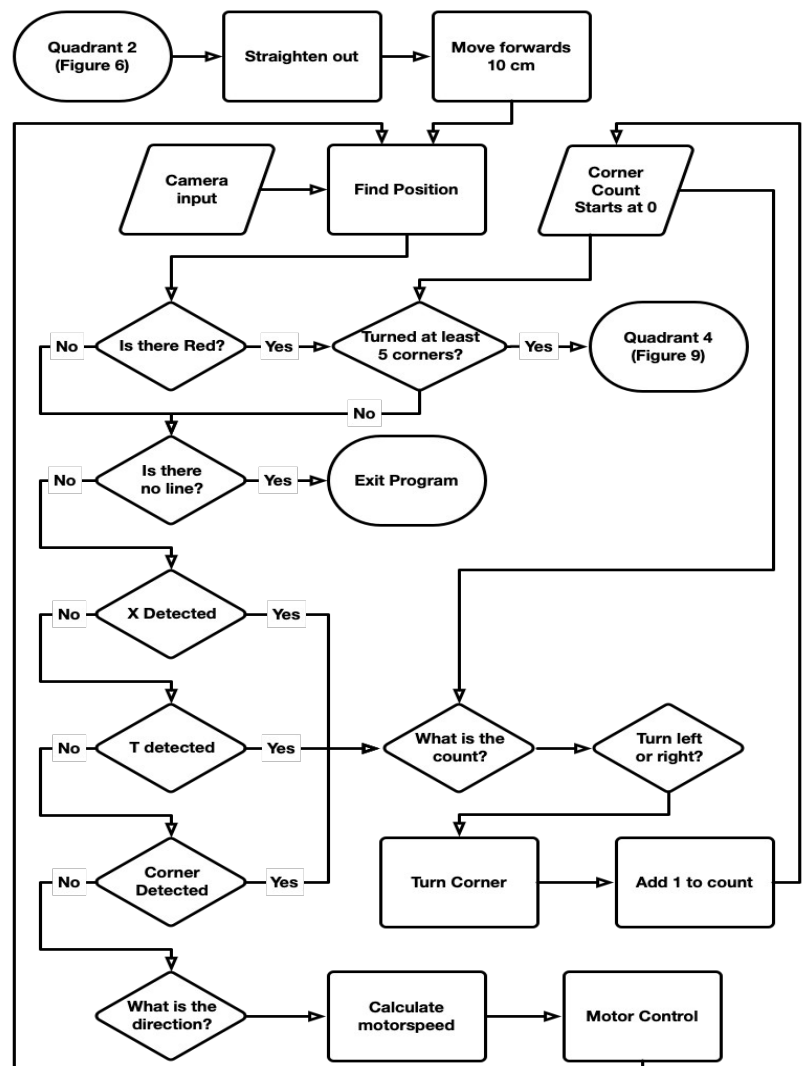 Quadrant 2
(Figure 6)
Straighten out
Move forwards
10 cm
Camera
input
Find Position
Corner
Count
Starts at 0
No
Is there Red?
Yes
Turned at least
5 corners?
Yes
Quadrant 4
(Figure 9)
No
No
Is there
no line?
Yes
Exit Program
No
X Detected
Yes
No
T detected
Yes
What is the
count?
Turn left
or right?
No
Corner
Detected
Yes
Turn Corner
Add 1 to count
What is the
direction?
Calculate
motorspeed
Motor Control